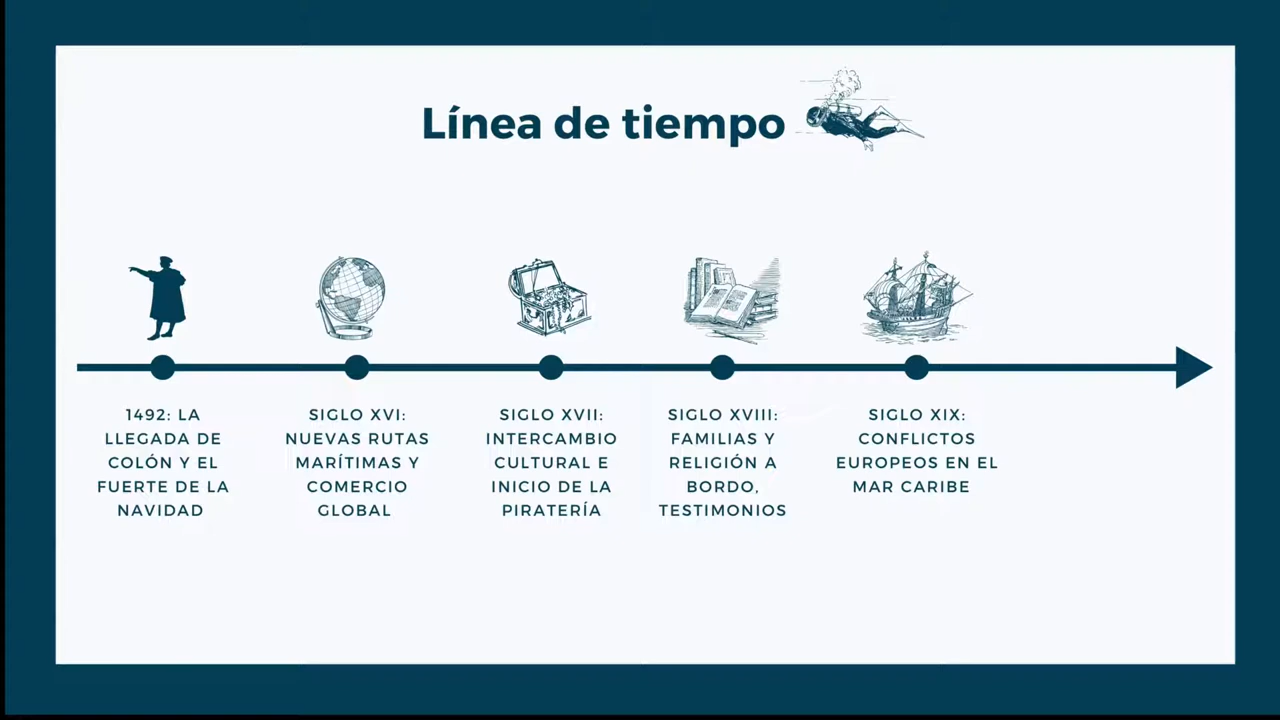 Línea de tiempo
1492: LA
LLEGADA DE
COLÓN Y EL
FUERTE DE LA
NAVIDAD
SIGLO XVI:
NUEVAS RUTAS
MARÍTIMAS Y
COMERCIO
GLOBAL
SIGLO XVII:
INTERCAMBIO
CULTURAL E
INICIO DE LA
PIRATERÍA
SIGLO XVIII:
FAMILIAS Y
RELIGIÓN A
BORDO,
TESTIMONIOS
SIGLO XIX:
CONFLICTOS
EUROPEOS EN EL
MAR CARIBE